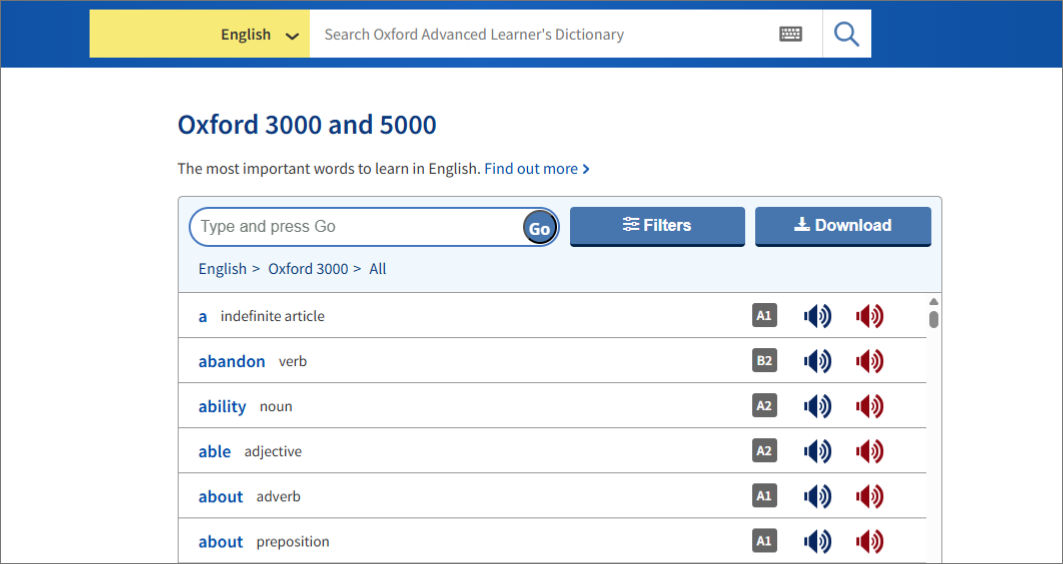 English Search Oxford Advanced Learner's Dictionary
Oxford 3000 and 5000
The most important words to learn in English. Find out more >
Type and press Go Go Filters Download
English > Oxford 3000 > All
a indefinite article A1
abandon verb B2
ability noun A2
able adjective A2
about adverb A1
about preposition A1